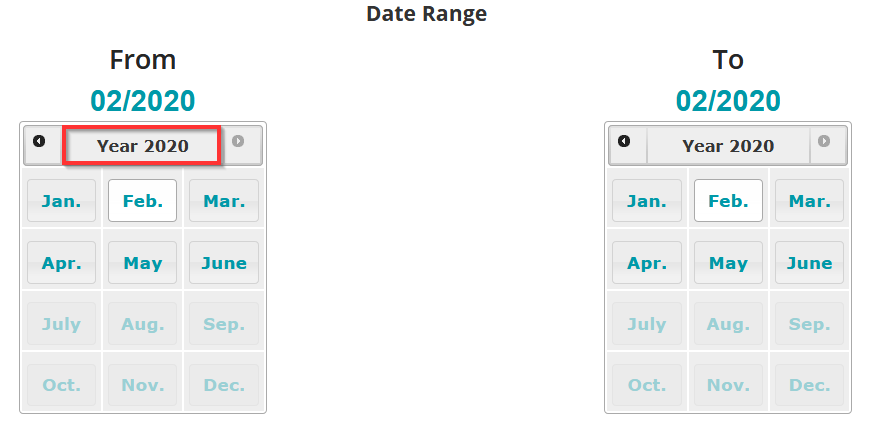 Date Range
From
To
02/2020
02/2020
Year 2020
Year 2020
Jan. Feb. Mar.
Jan. Feb. Mar.
Apr. May June
Apr. May June
July Aug. Sep.
July Aug. Sep.
Oct. Nov. Dec.
Oct. Nov. Dec.